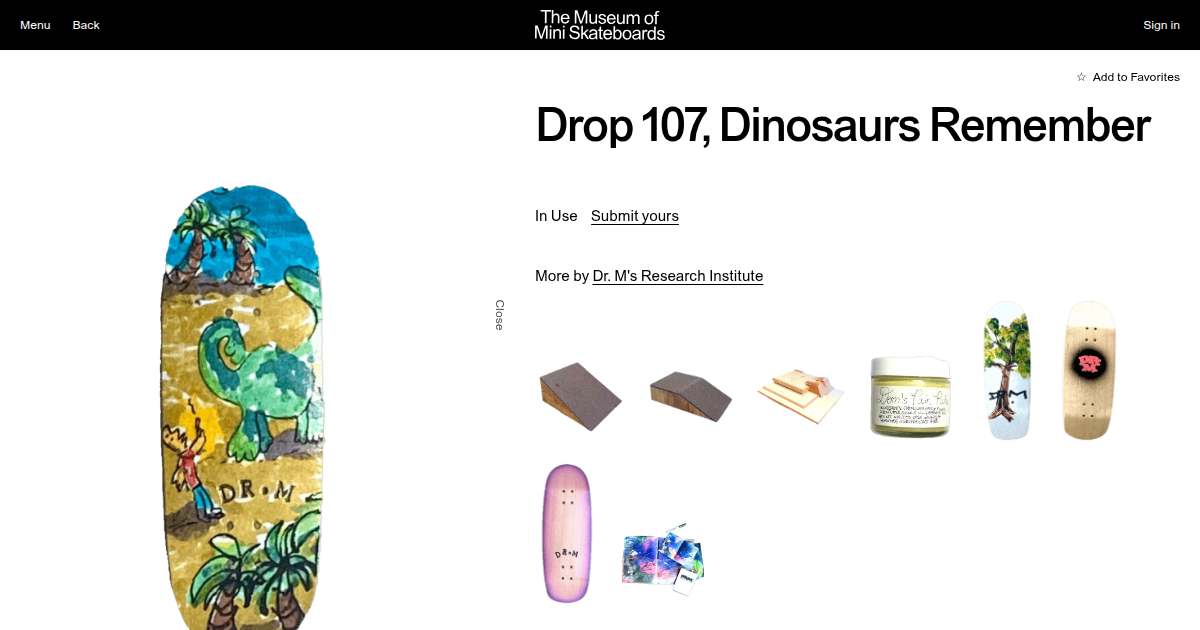 Menu
Back
The Museum of
Mini Skateboards
Sign in
☆ Add to Favorites
Drop 107, Dinosaurs Remember
In Use Submit yours
More by Dr. M's Research Institute
Close
DR•M
DR•M